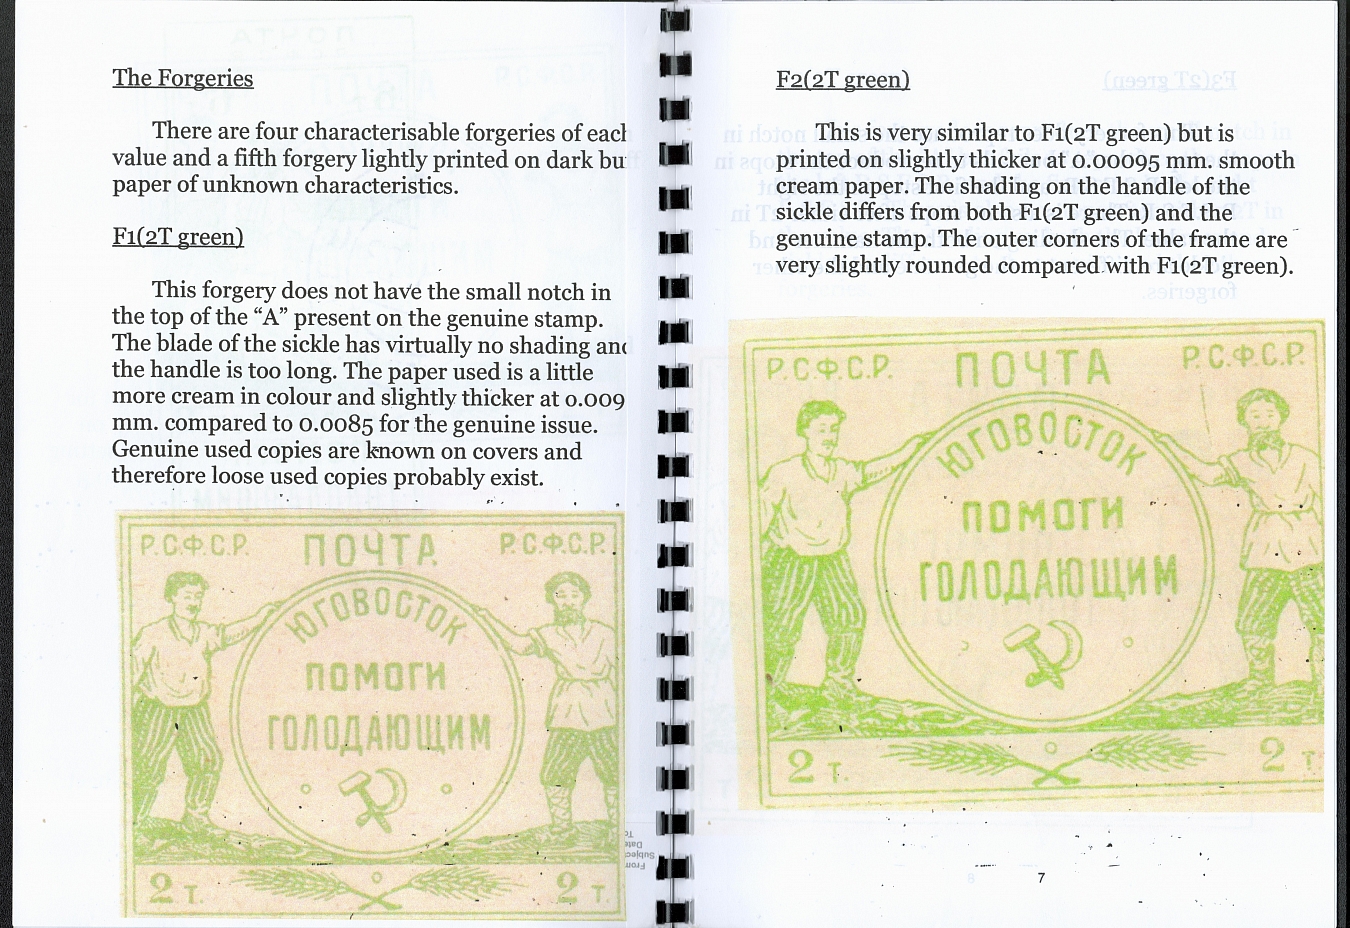 The Forgeries
There are four characterisable forgeries of each
value and a fifth forgery lightly printed on dark bu
paper of unknown characteristics.
F1(2T green)
This forgery does not have the small notch in
the top of the “A” present on the genuine stamp.
The blade of the sickle has virtually no shading and
the handle is too long. The paper used is a little
more cream in colour and slightly thicker at 0.009
mm. compared to 0.0085 for the genuine issue.
Genuine used copies are known on covers and
therefore loose used copies probably exist.
Р.С.Ф.С.Р. ПОЧТА Р.С.Ф.С.Р.
ЮГОВОСТОК
ПОМОГИ
ГОЛОДАЮЩИМ
2 Т. 2 Т.
To
Date
Subjec
From
F2(2T green)
This is very similar to F1(2T green) but is
printed on slightly thicker at 0.00095 mm. smooth
cream paper. The shading on the handle of the
sickle differs from both F1(2T green) and the
genuine stamp. The outer corners of the frame are
very slightly rounded compared with F1(2T green).
Р.С.Ф.С.Р. ПОЧТА Р.С.Ф.С.Р.
ЮГОВОСТОК
ПОМОГИ
ГОЛОДАЮЩИМ
2 Т. 2 Т
7